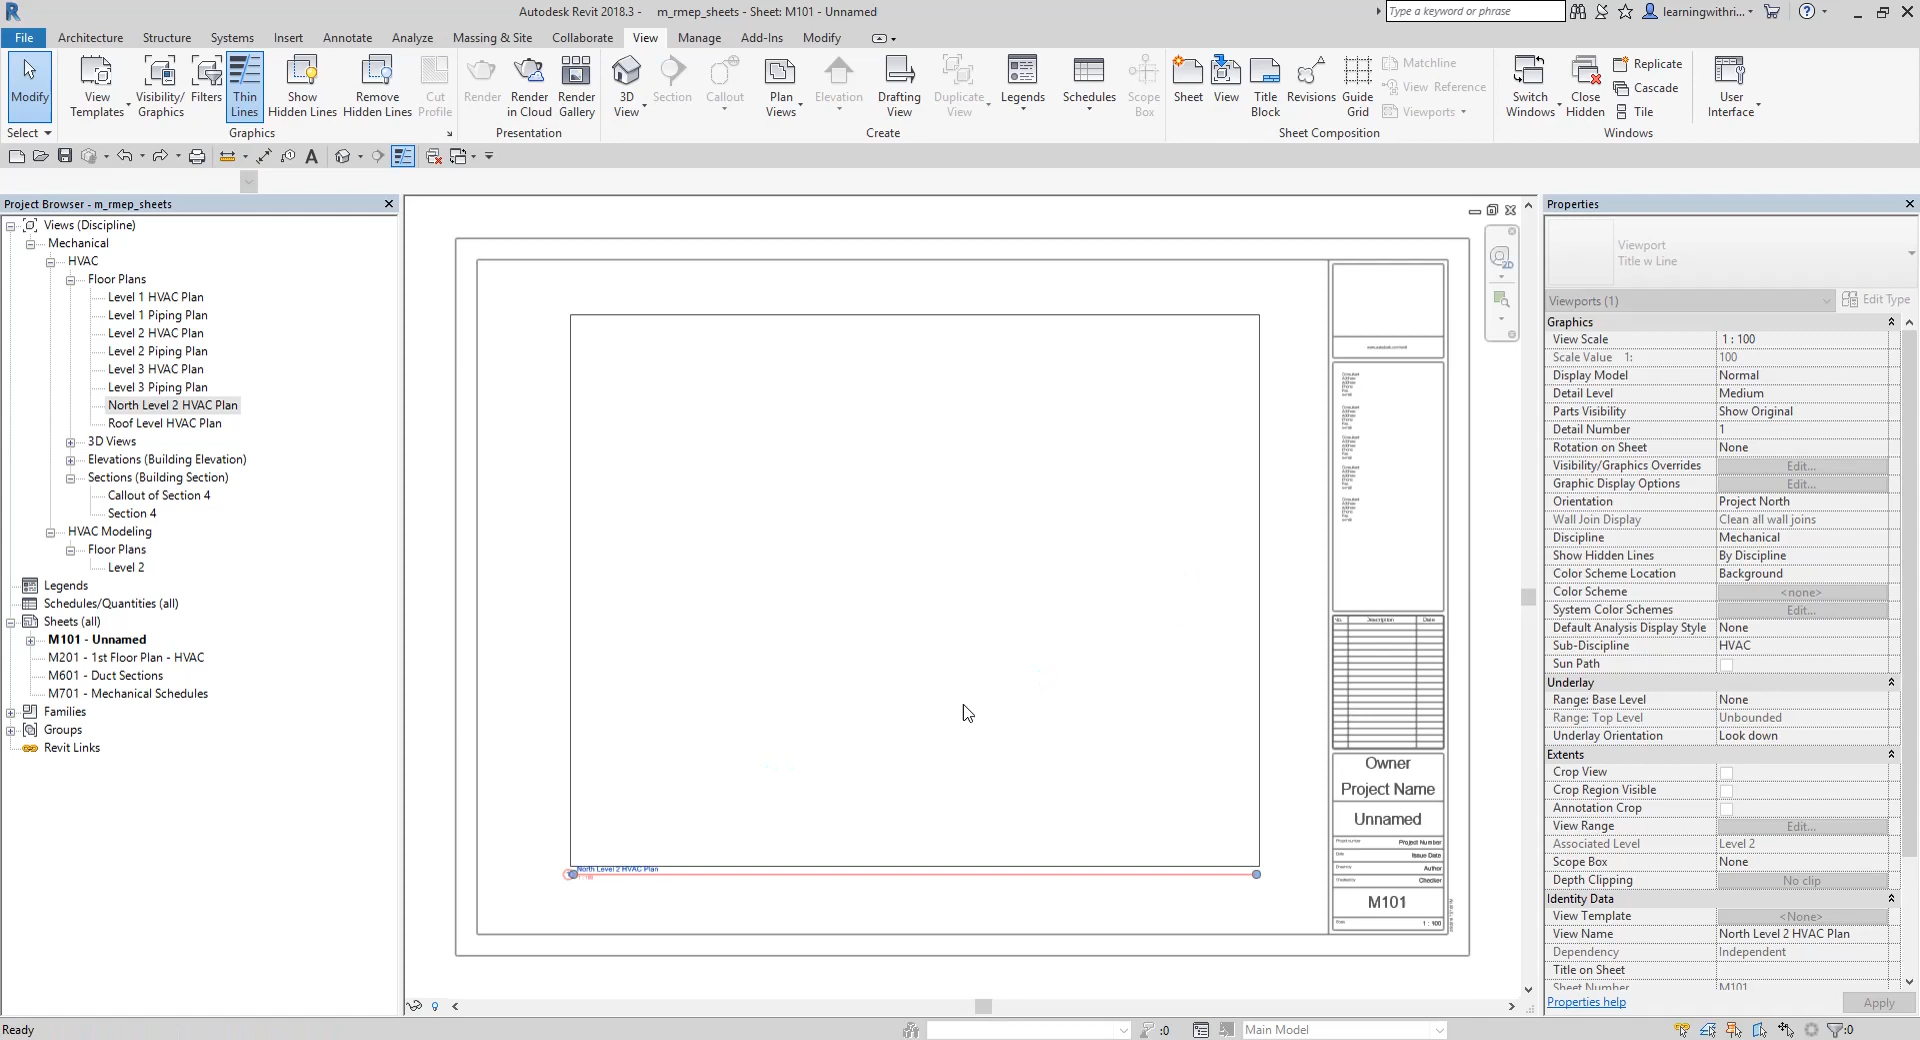 Autodesk Revit 2018.3 - m_rmep_sheets - Sheet: M101 - Unnamed
Type a keyword or phrase
learningwithri...
File Architecture Structure Systems Insert Annotate Analyze Massing & Site Collaborate View Manage Add-Ins Modify
Modify
View Templates
Visibility/ Graphics
Filters
Thin Lines
Show Hidden Lines
Remove Hidden Lines
Cut Profile
Render
Render in Cloud
Render Gallery
3D View
Section
Callout
Plan Views
Elevation
Drafting View
Duplicate View
Legends
Schedules
Scope Box
Sheet
View
Title Block
Revisions
Guide Grid
Matchline
View Reference
Viewports
Switch Windows
Close Hidden
Replicate
Cascade
Tile
User Interface
Select Graphics Presentation Create Sheet Composition Windows
Project Browser - m_rmep_sheets
Views (Discipline)
Mechanical
HVAC
Floor Plans
Level 1 HVAC Plan
Level 1 Piping Plan
Level 2 HVAC Plan
Level 2 Piping Plan
Level 3 HVAC Plan
Level 3 Piping Plan
North Level 2 HVAC Plan
Roof Level HVAC Plan
3D Views
Elevations (Building Elevation)
Sections (Building Section)
Callout of Section 4
Section 4
HVAC Modeling
Floor Plans
Level 2
Legends
Schedules/Quantities (all)
Sheets (all)
M101 - Unnamed
M201 - 1st Floor Plan - HVAC
M601 - Duct Sections
M701 - Mechanical Schedules
Families
Groups
Revit Links
2D
No. Description Date
Owner
Project Name
Unnamed
Project number Project Number
Date Issue Date
Author
Checker
M101
Scale 1 : 100
North Level 2 HVAC Plan
Properties
Viewport
Title w Line
Viewports (1) Edit Type
Graphics
View Scale 1 : 100
Scale Value 1: 100
Display Model Normal
Detail Level Medium
Parts Visibility Show Original
Detail Number 1
Rotation on Sheet None
Visibility/Graphics Overrides Edit...
Graphic Display Options Edit...
Orientation Project North
Wall Join Display Clean all wall joins
Discipline Mechanical
Show Hidden Lines By Discipline
Color Scheme Location Background
Color Scheme <none>
System Color Schemes Edit...
Default Analysis Display Style None
Sub-Discipline HVAC
Sun Path
Underlay
Range: Base Level None
Range: Top Level Unbounded
Underlay Orientation Look down
Extents
Crop View
Crop Region Visible
Annotation Crop
View Range Edit...
Associated Level Level 2
Scope Box None
Depth Clipping No clip
Identity Data
View Template <None>
View Name North Level 2 HVAC Plan
Dependency Independent
Title on Sheet
Sheet Number M101
Properties help Apply
Ready
:0
Main Model
:0